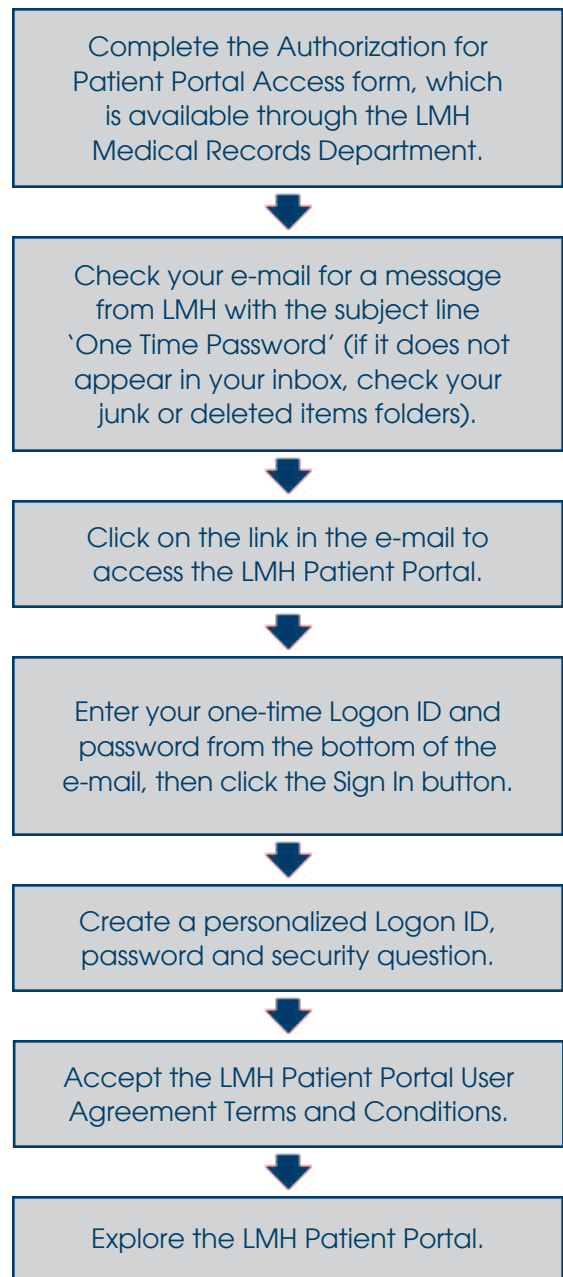 Complete the Authorization for
Patient Portal Access form, which
is available through the LMH
Medical Records Department.
Check your e-mail for a message
from LMH with the subject line
‘One Time Password’ (if it does not
appear in your inbox, check your
junk or deleted items folders).
Click on the link in the e-mail to
access the LMH Patient Portal.
Enter your one-time Logon ID and
password from the bottom of the
e-mail, then click the Sign In button.
Create a personalized Logon ID,
password and security question.
Accept the LMH Patient Portal User
Agreement Terms and Conditions.
Explore the LMH Patient Portal.